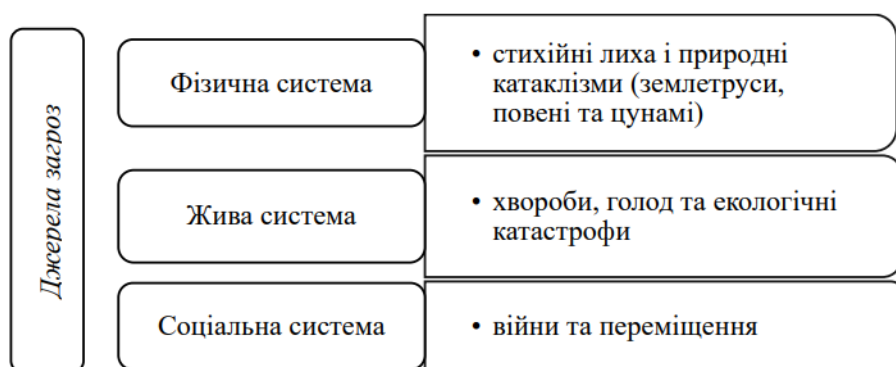 Джерела загроз
Фізична система
• стихійні лиха і природні
катаклізми (землетруси,
повені та цунамі)
Жива система
• хвороби, голод та екологічні
катастрофи
Соціальна система
• війни та переміщення